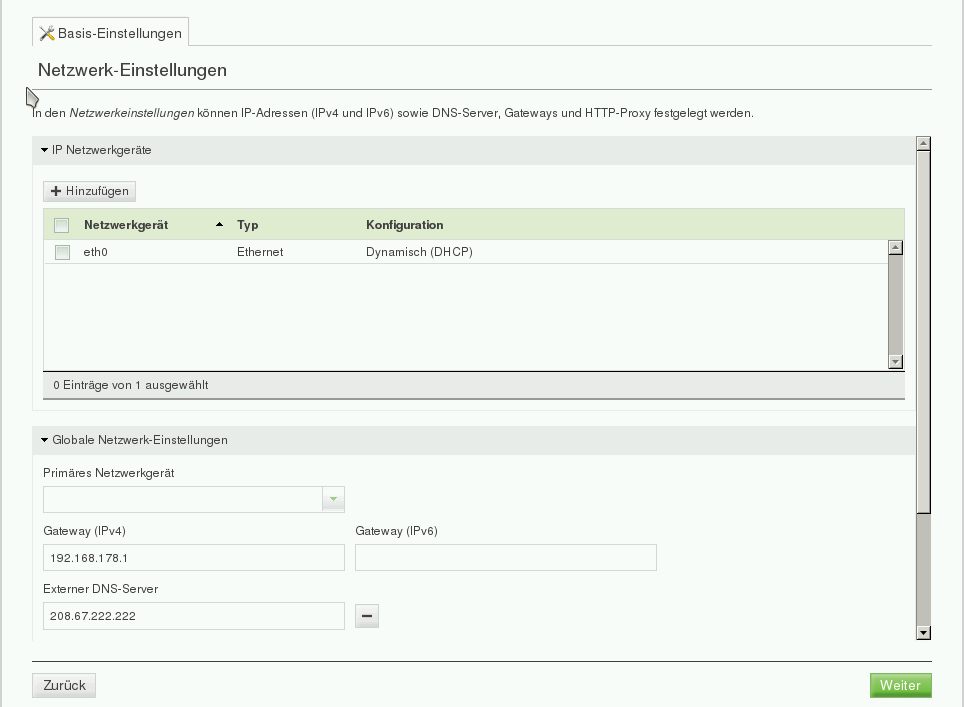 Basis-Einstellungen
Netzwerk-Einstellungen
In den Netzwerkeinstellungen können IP-Adressen (IPv4 und IPv6) sowie DNS-Server, Gateways und HTTP-Proxy festgelegt werden.
IP Netzwerkgeräte
Hinzufügen
Netzwerkgerät Typ Konfiguration
eth0 Ethernet Dynamisch (DHCP)
0 Einträge von 1 ausgewählt
Globale Netzwerk-Einstellungen
Primäres Netzwerkgerät
Gateway (IPv4) Gateway (IPv6)
192.168.178.1
Externer DNS-Server
208.67.222.222
Zurück Weiter